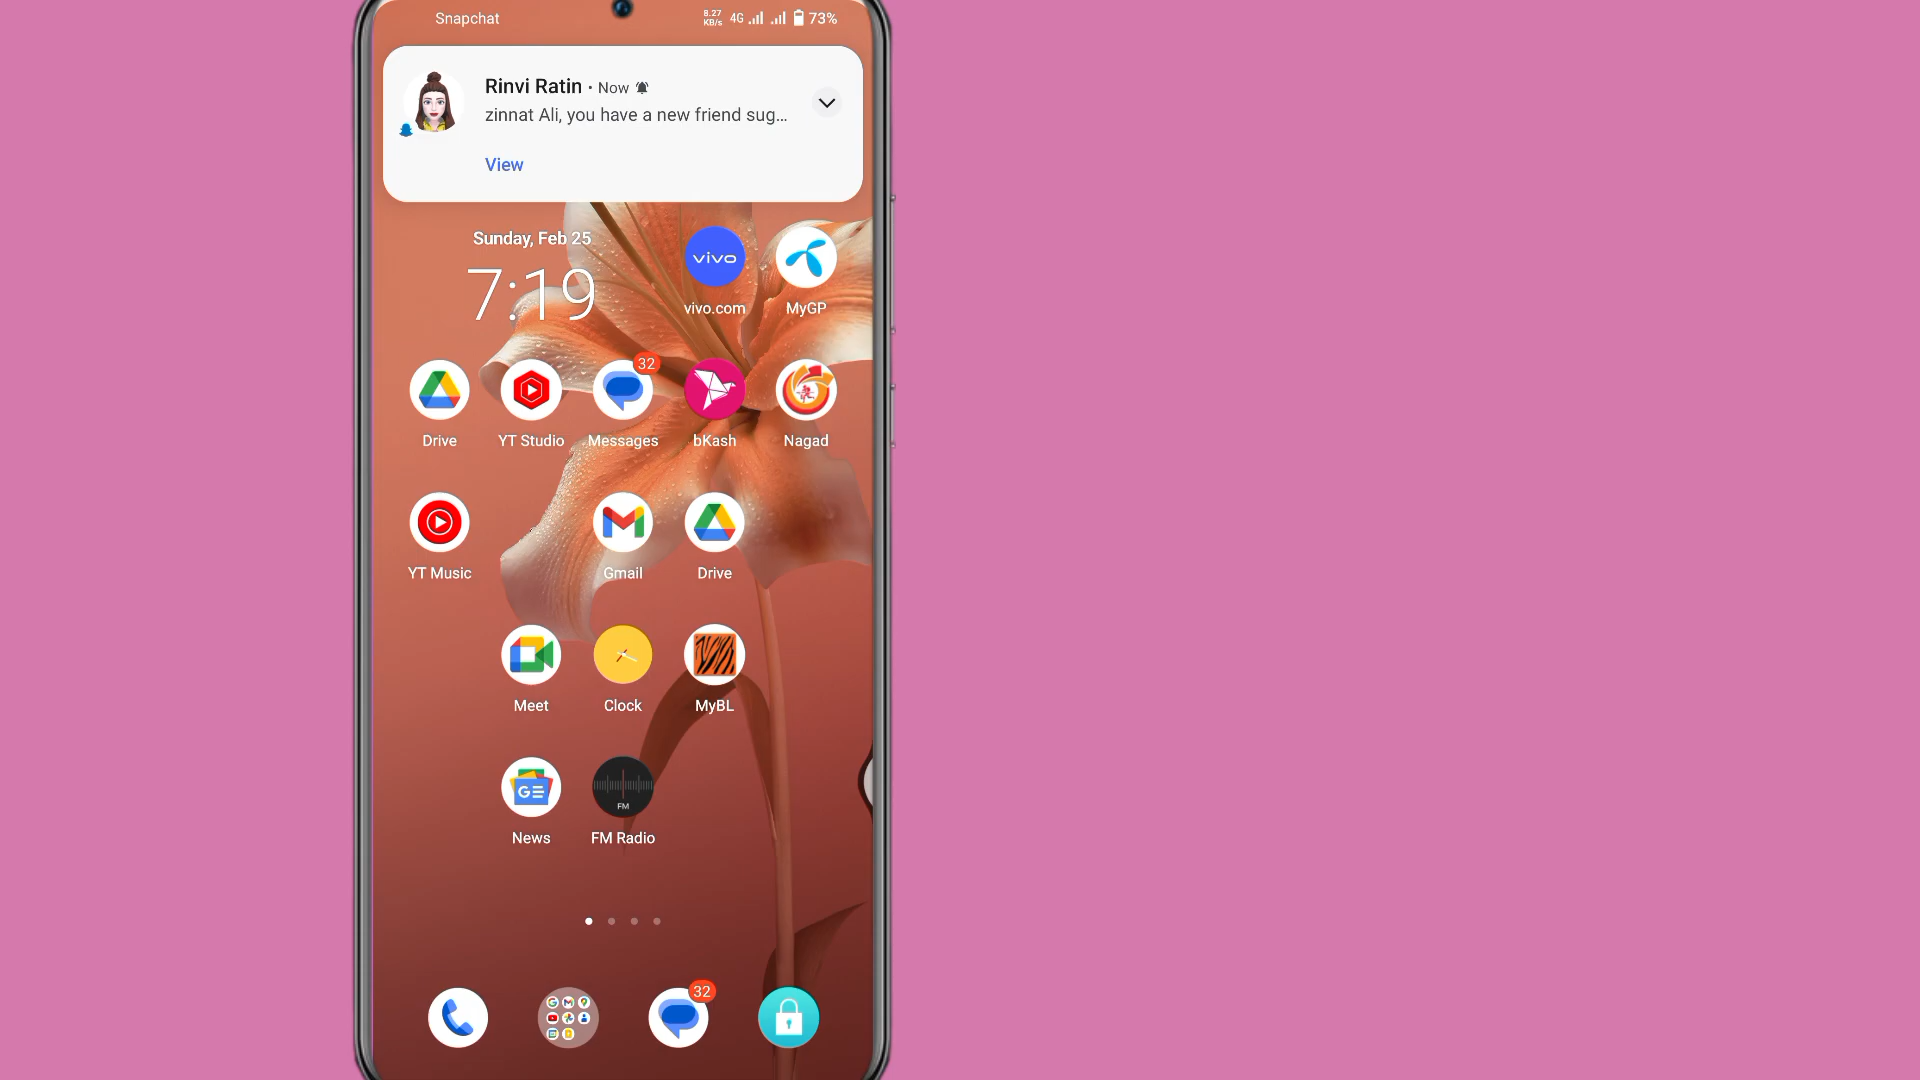 Snapchat
8.27
KB/s
4G
73%
Rinvi Ratin · Now
zinnat Ali, you have a new friend sug...
View
Sunday, Feb 25
7:19
vivo
vivo.com
MyGP
32
Drive
YT Studio
Messages
bKash
Nagad
YT Music
Gmail
Drive
Meet
Clock
MyBL
GE
FM
News
FM Radio
32